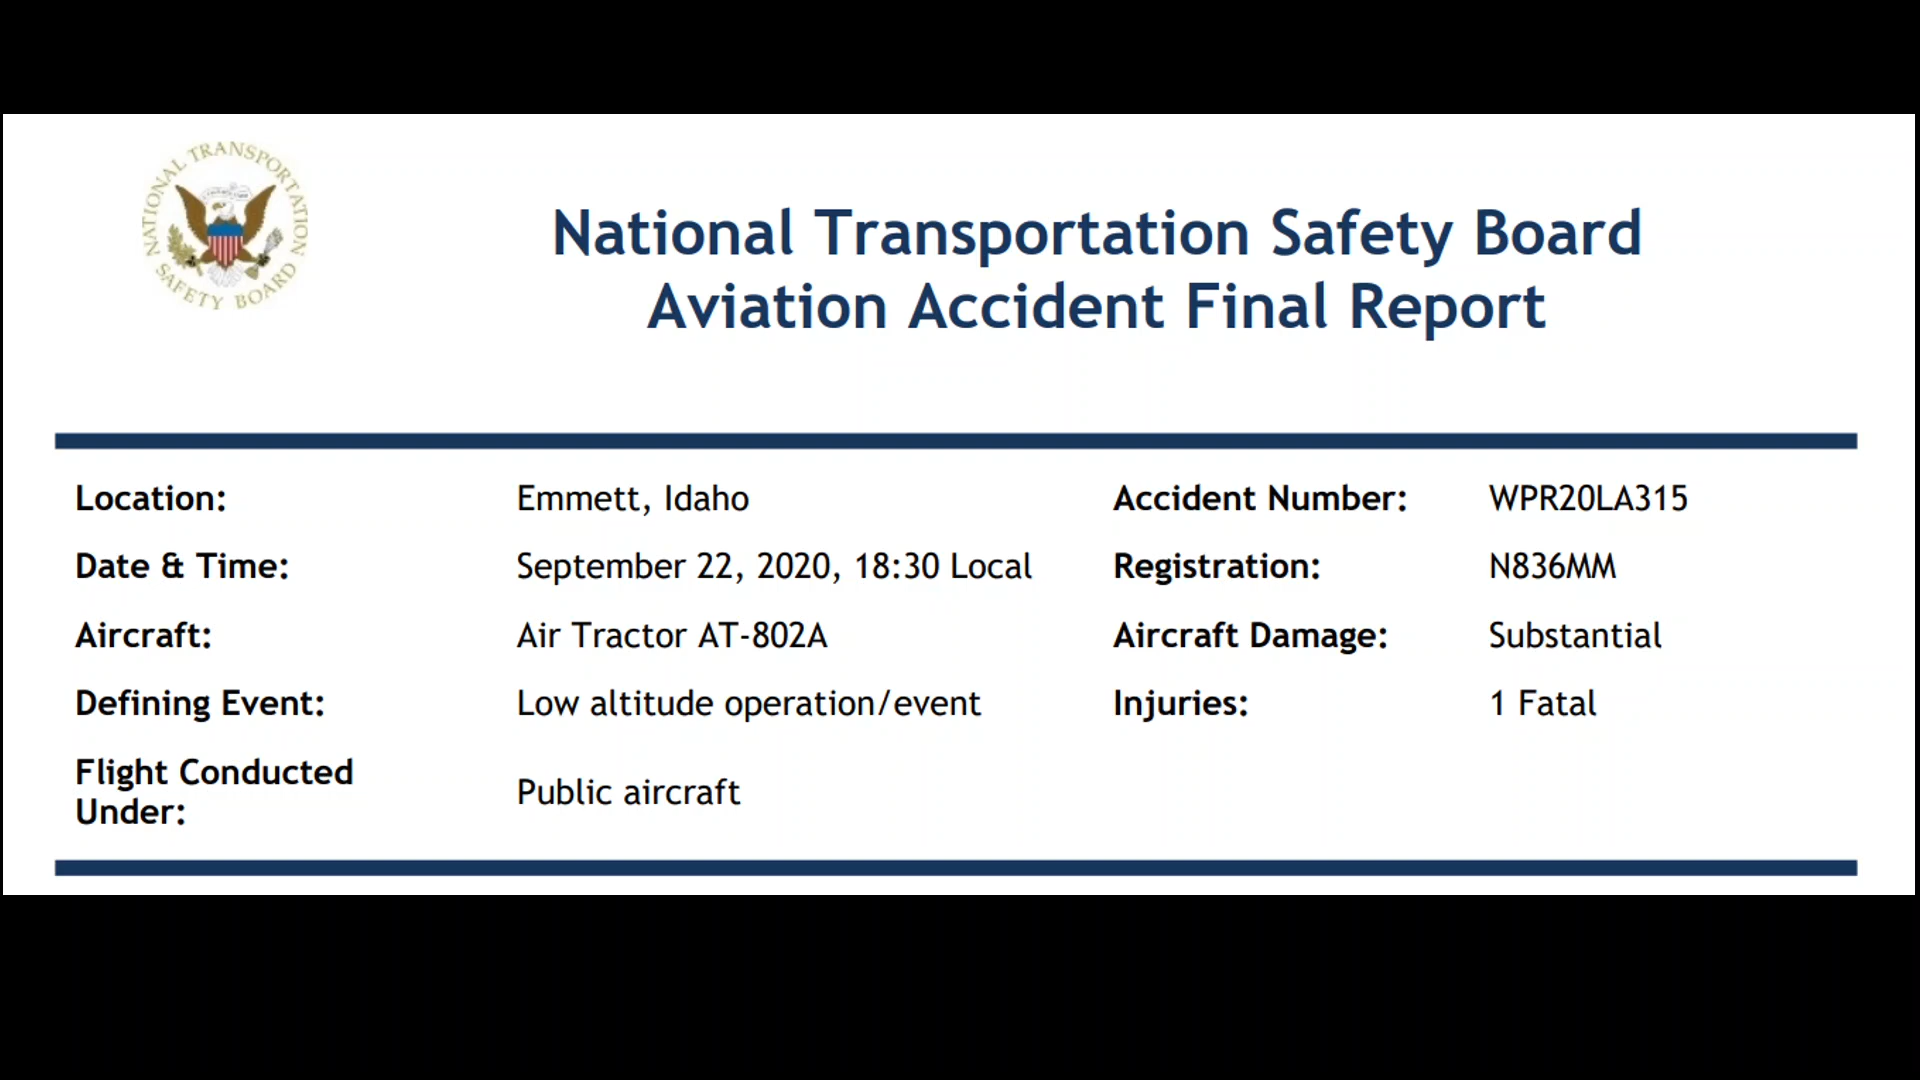 NATIONAL TRANSPORTATION SAFETY BOARD
National Transportation Safety Board
Aviation Accident Final Report
Location: Emmett, Idaho Accident Number: WPR20LA315
Date & Time: September 22, 2020, 18:30 Local Registration: N836MM
Aircraft: Air Tractor AT-802A Aircraft Damage: Substantial
Defining Event: Low altitude operation/event Injuries: 1 Fatal
Flight Conducted
Under: Public aircraft